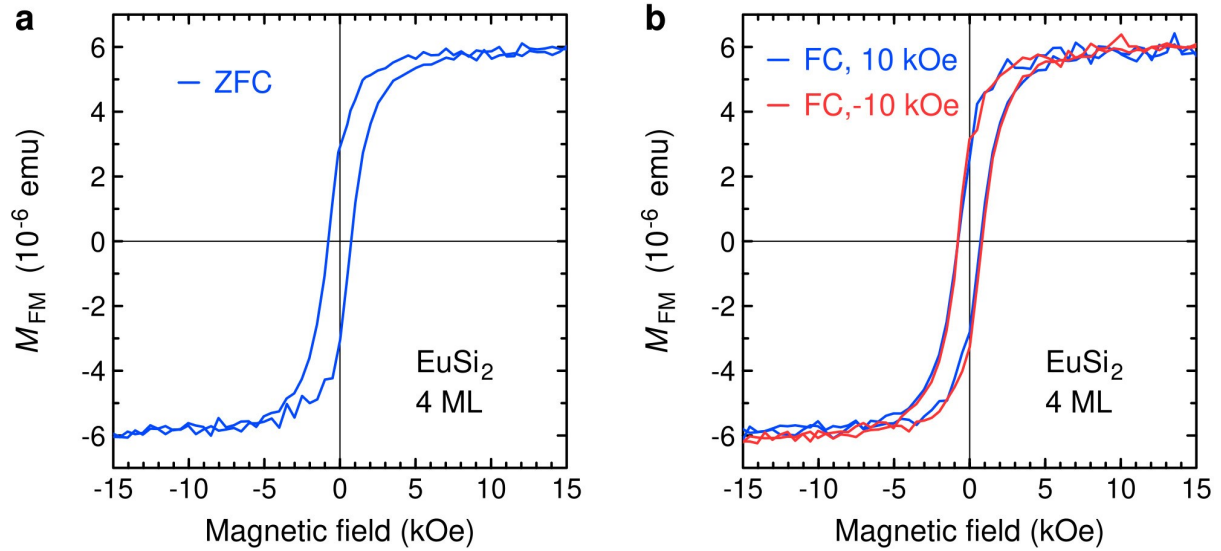 a
ZFC
6
4
2
0
-2
-4
-6
M_FM (10^-6 emu)
EuSi₂
4 ML
-15 -10 -5 0 5 10 15
Magnetic field (kOe)
b
FC, 10 kOe
FC,-10 kOe
6
4
2
0
-2
-4
-6
M_FM (10^-6 emu)
EuSi₂
4 ML
-15 -10 -5 0 5 10 15
Magnetic field (kOe)